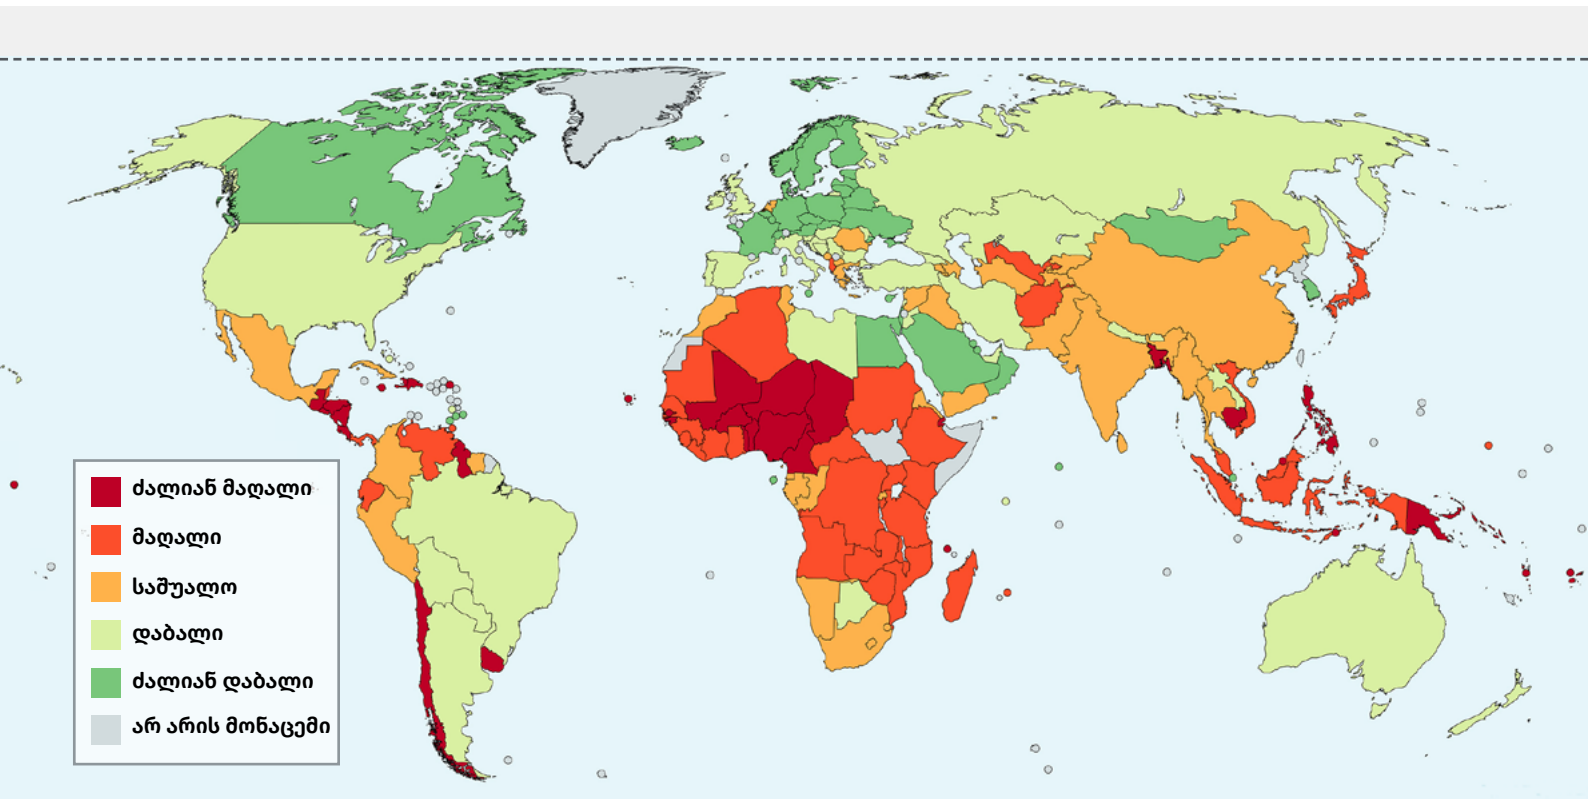 ძალიან მაღალი
მაღალი
საშუალო
დაბალი
ძალიან დაბალი
არ არის მონაცემი